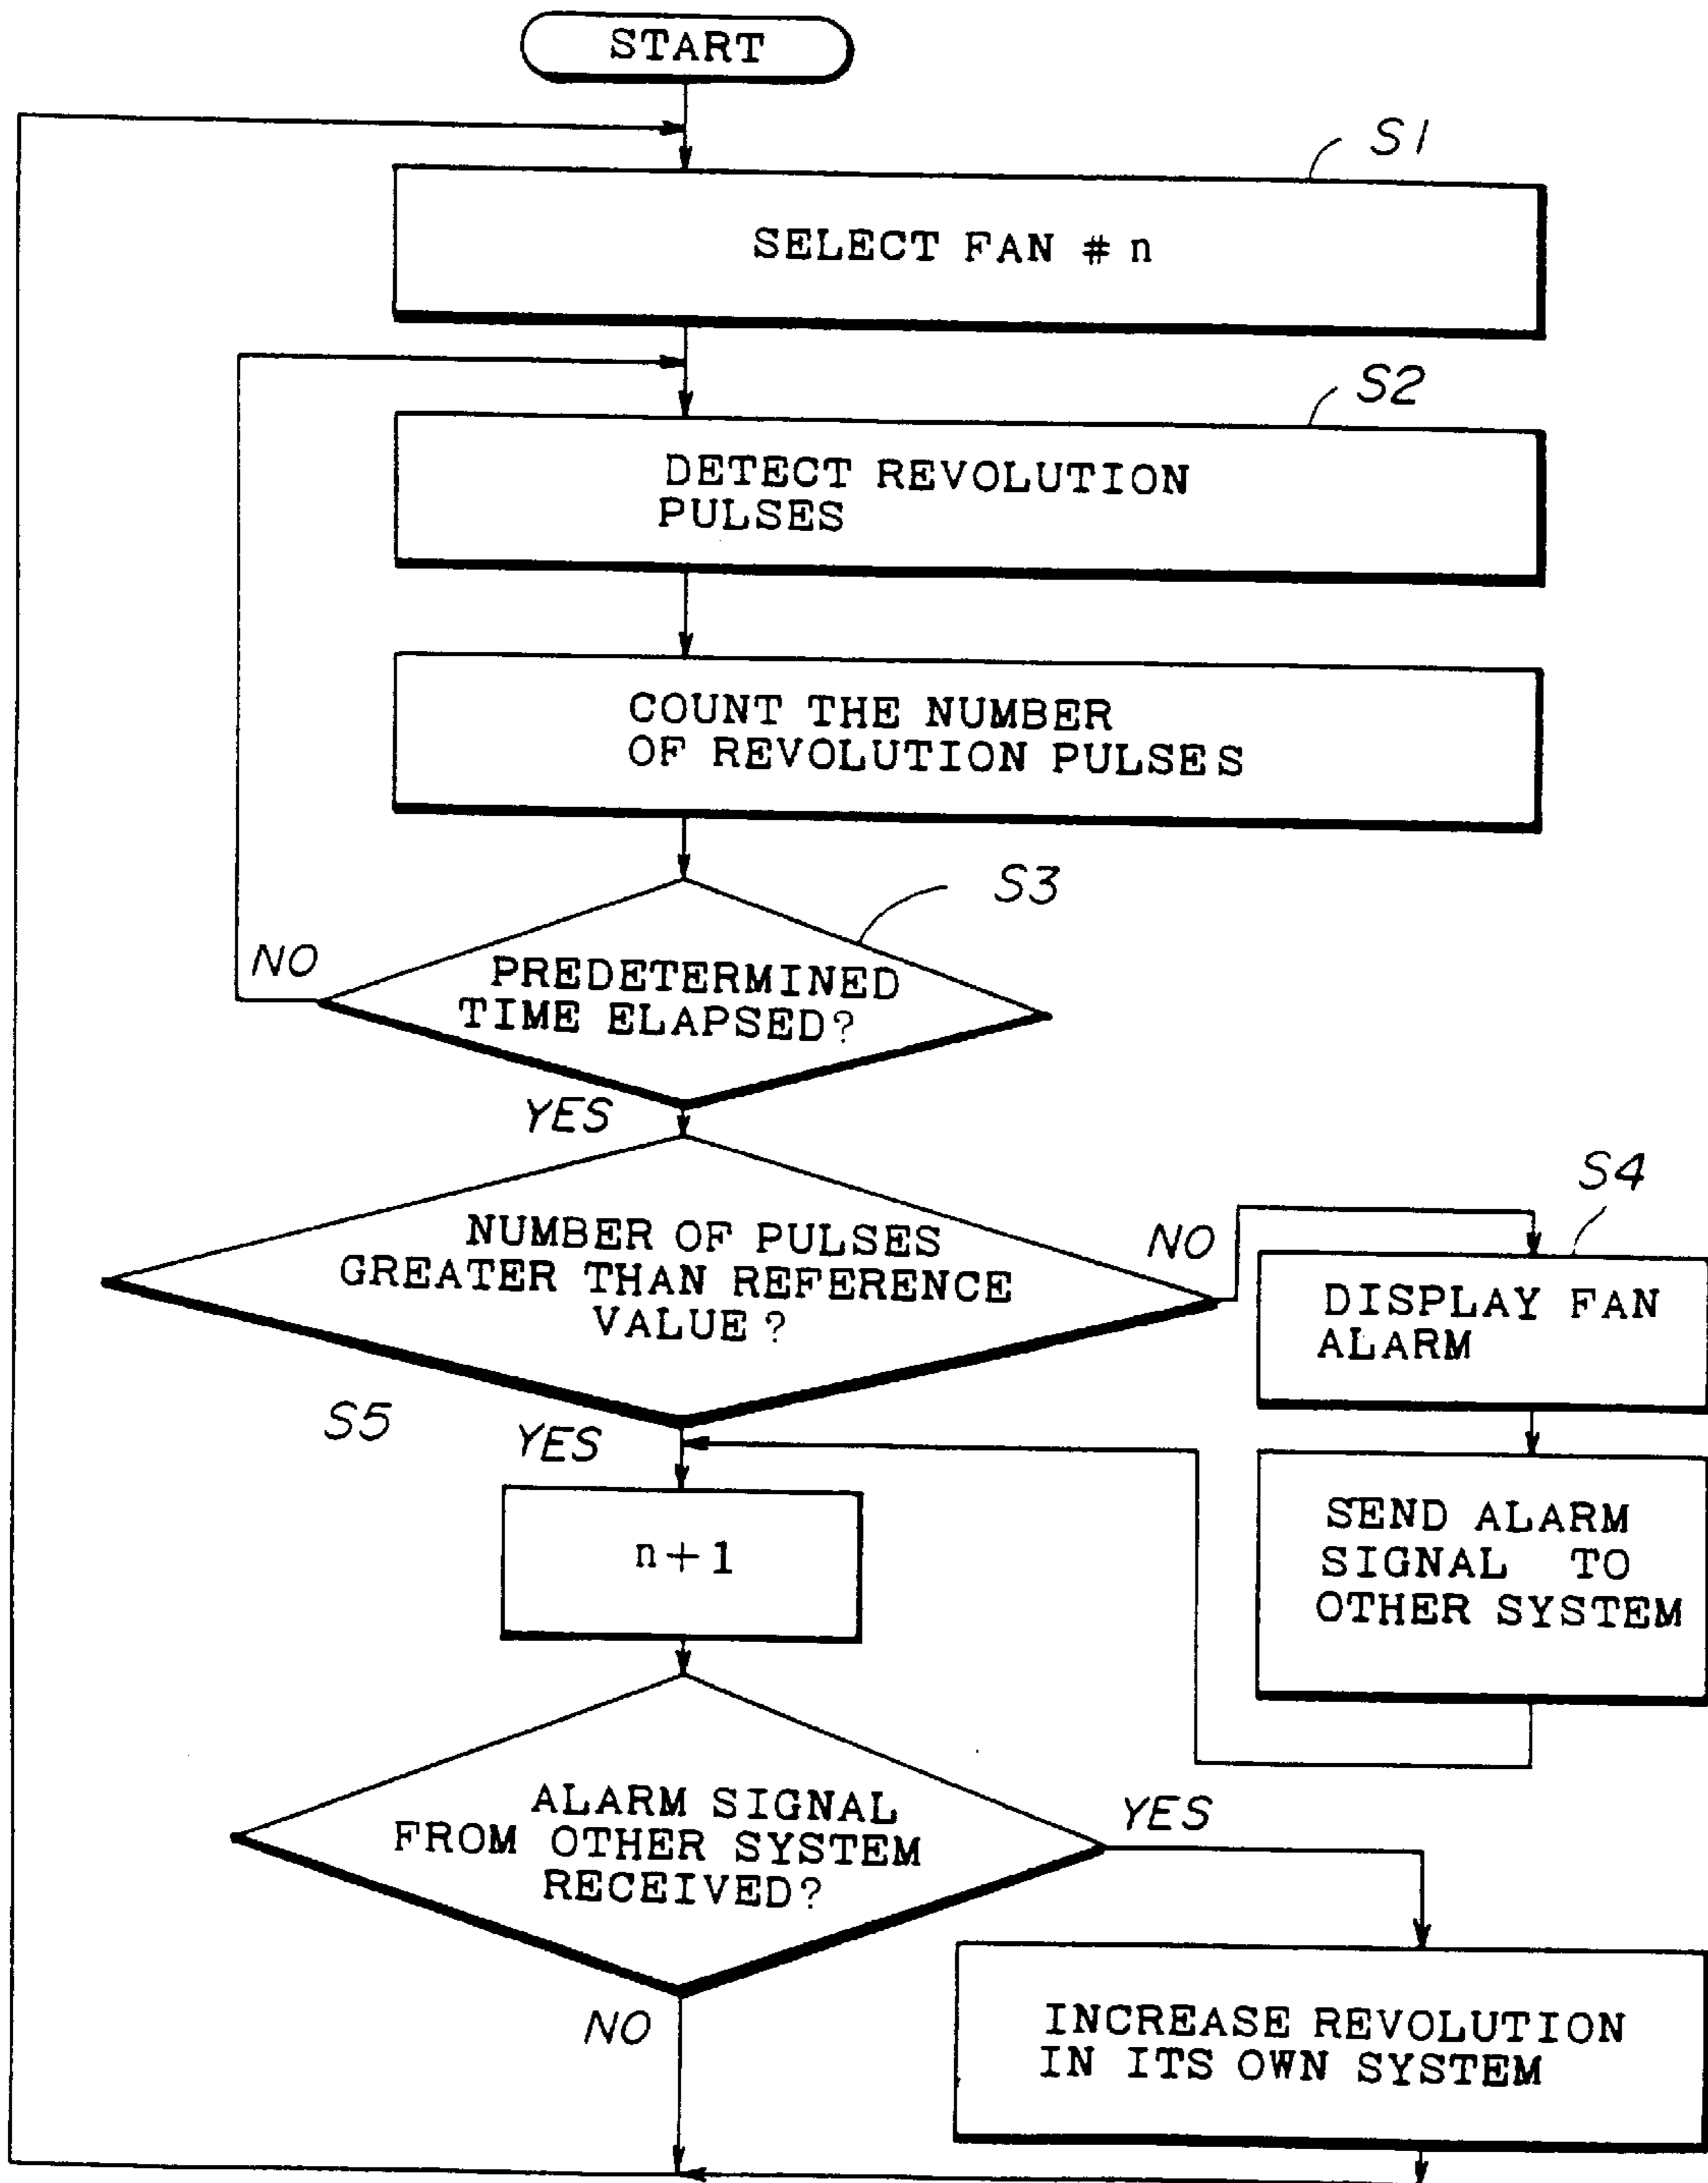 START
S1
SELECT FAN # n
S2
DETECT REVOLUTION
PULSES
COUNT THE NUMBER
OF REVOLUTION PULSES
S3
NO
PREDETERMINED
TIME ELAPSED?
YES
S4
NUMBER OF PULSES
GREATER THAN REFERENCE
VALUE?
NO
DISPLAY FAN
ALARM
S5
YES
SEND ALARM
SIGNAL TO
OTHER SYSTEM
n+1
ALARM SIGNAL
FROM OTHER SYSTEM
RECEIVED?
YES
NO
INCREASE REVOLUTION
IN ITS OWN SYSTEM